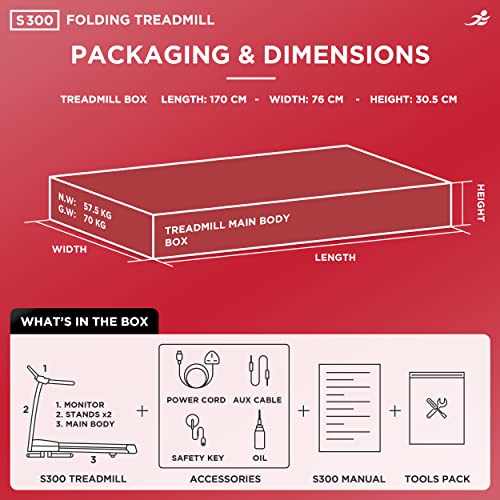 S300 FOLDING TREADMILL
PACKAGING & DIMENSIONS
TREADMILL BOX LENGTH: 170 CM - WIDTH: 76 CM - HEIGHT: 30.5 CM
N.W: 57.5 KG
G.W: 70 KG
TREADMILL MAIN BODY
BOX
HEIGHT
WIDTH
LENGTH
WHAT'S IN THE BOX
1
2
3
1. MONITOR
2. STANDS x2
3. MAIN BODY
S300 TREADMILL
+
POWER CORD
AUX CABLE
SAFETY KEY
OIL
ACCESSORIES
+
S300 MANUAL
+
TOOLS PACK